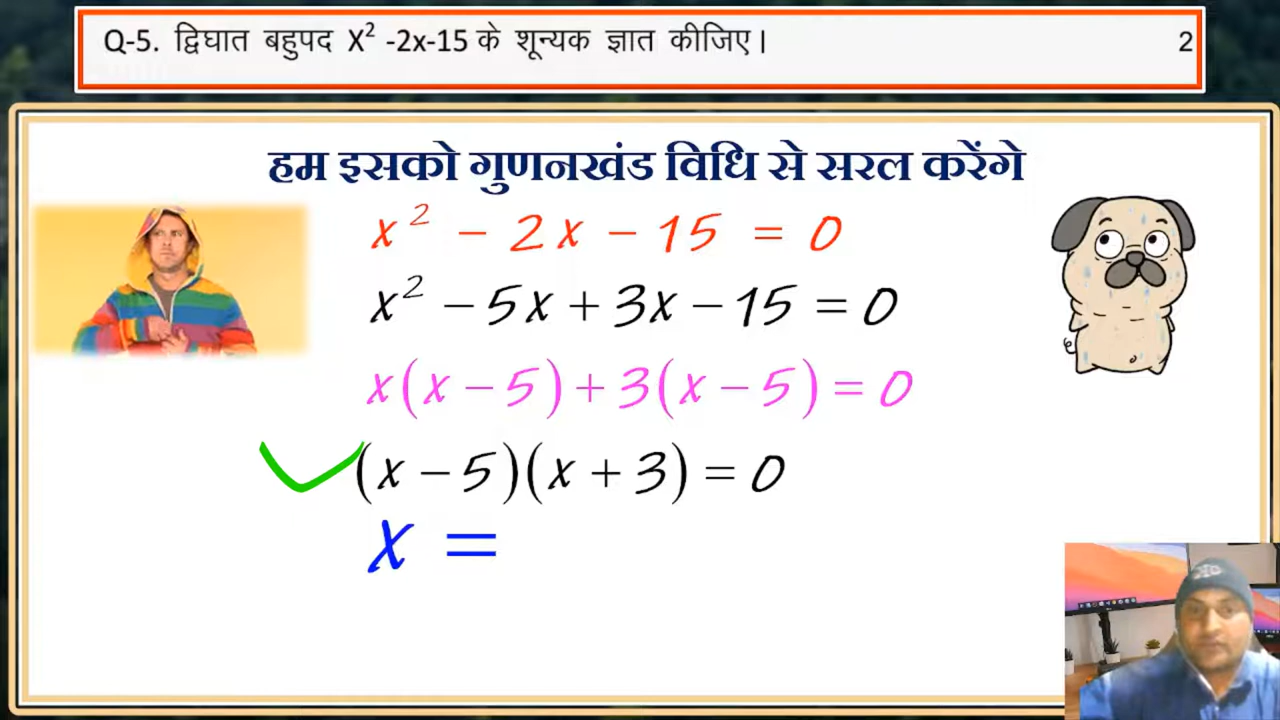 Q-5. द्विघात बहुपद X² -2x-15 के शून्यक ज्ञात कीजिए। 2
हम इसको गुणनखंड विधि से सरल करेंगे
x² - 2x - 15 = 0
x² - 5x + 3x - 15 = 0
x(x - 5) + 3(x - 5) = 0
(x - 5)(x + 3) = 0
x =